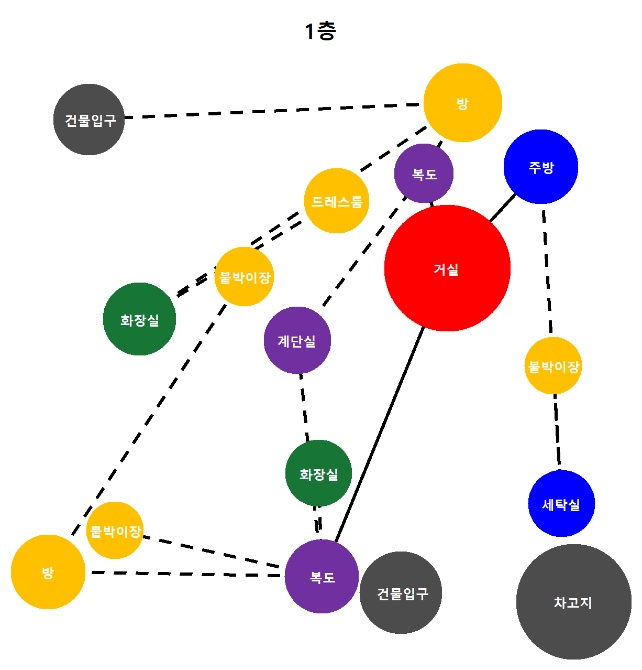 1층
방
건물입구
주방
복도
드레스룸
거실
붙박이장
화장실
계단실
붙박이장
화장실
세탁실
붙박이장
방
복도
건물입구
차고지